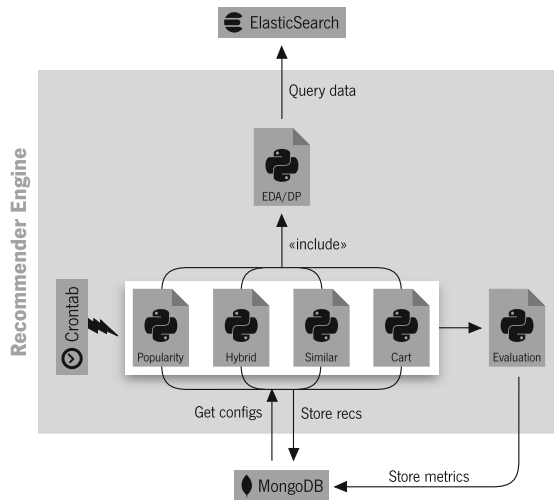 ElasticSearch
Query data
Recommender Engine
EDA/DP
«include»
Crontab
Popularity
Hybrid
Similar
Cart
Evaluation
Get configs
Store recs
MongoDB
Store metrics